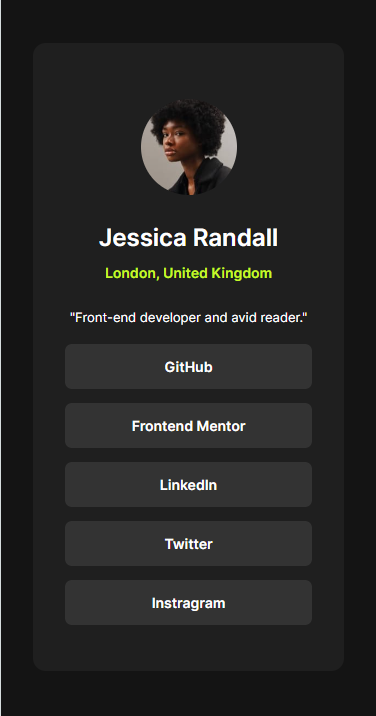 Jessica Randall
London, United Kingdom
"Front-end developer and avid reader."
GitHub
Frontend Mentor
LinkedIn
Twitter
Instragram